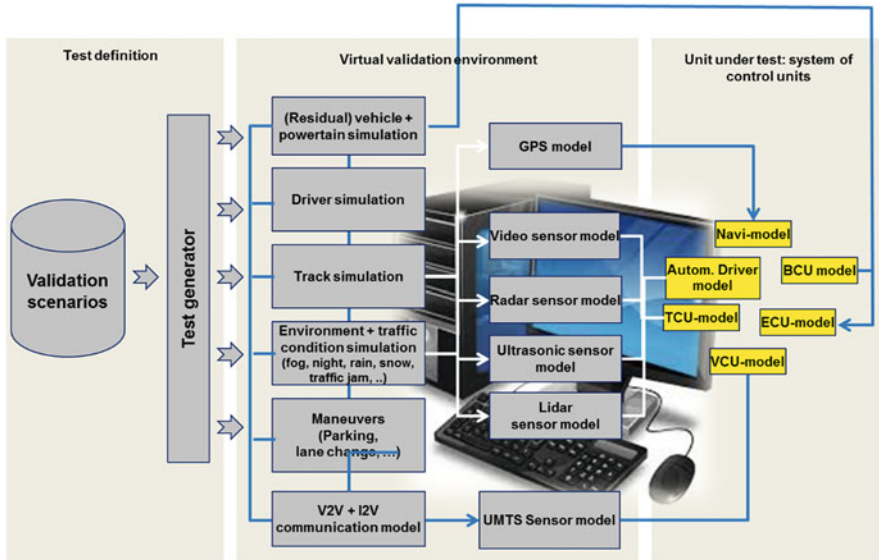 Test definition
Virtual validation environment
Unit under test: system of
control units
Validation
scenarios
Test generator
(Residual) vehicle +
powertain simulation
Driver simulation
Track simulation
Environment + traffic
condition simulation
(fog, night, rain, snow,
traffic jam, ..)
Maneuvers
(Parking,
lane change, ...)
V2V + I2V
communication model
GPS model
Video sensor model
Radar sensor model
Ultrasonic sensor
model
Lidar
sensor model
UMTS Sensor model
Navi-model
Autom. Driver
model
BCU model
TCU-model
ECU-model
VCU-model